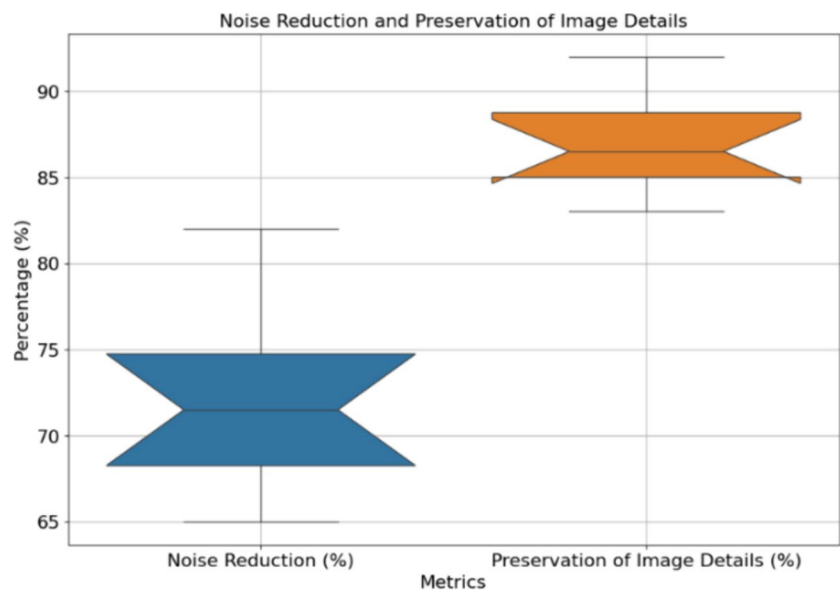 Noise Reduction and Preservation of Image Details
90
85
80
75
70
65
Percentage (%)
Noise Reduction (%)
Preservation of Image Details (%)
Metrics